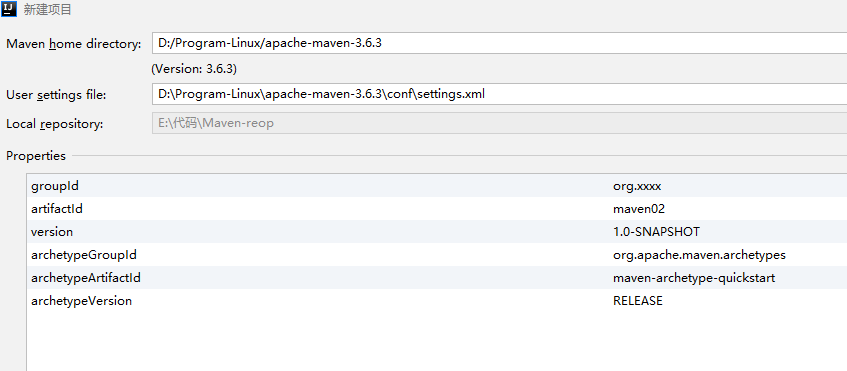 IJ 新建项目
Maven home directory: D:/Program-Linux/apache-maven-3.6.3
(Version: 3.6.3)
User settings file: D:\Program-Linux\apache-maven-3.6.3\conf\settings.xml
Local repository: E:\代码\Maven-reop
Properties
groupId org.xxxx
artifactId maven02
version 1.0-SNAPSHOT
archetypeGroupId org.apache.maven.archetypes
archetypeArtifactId maven-archetype-quickstart
archetypeVersion RELEASE